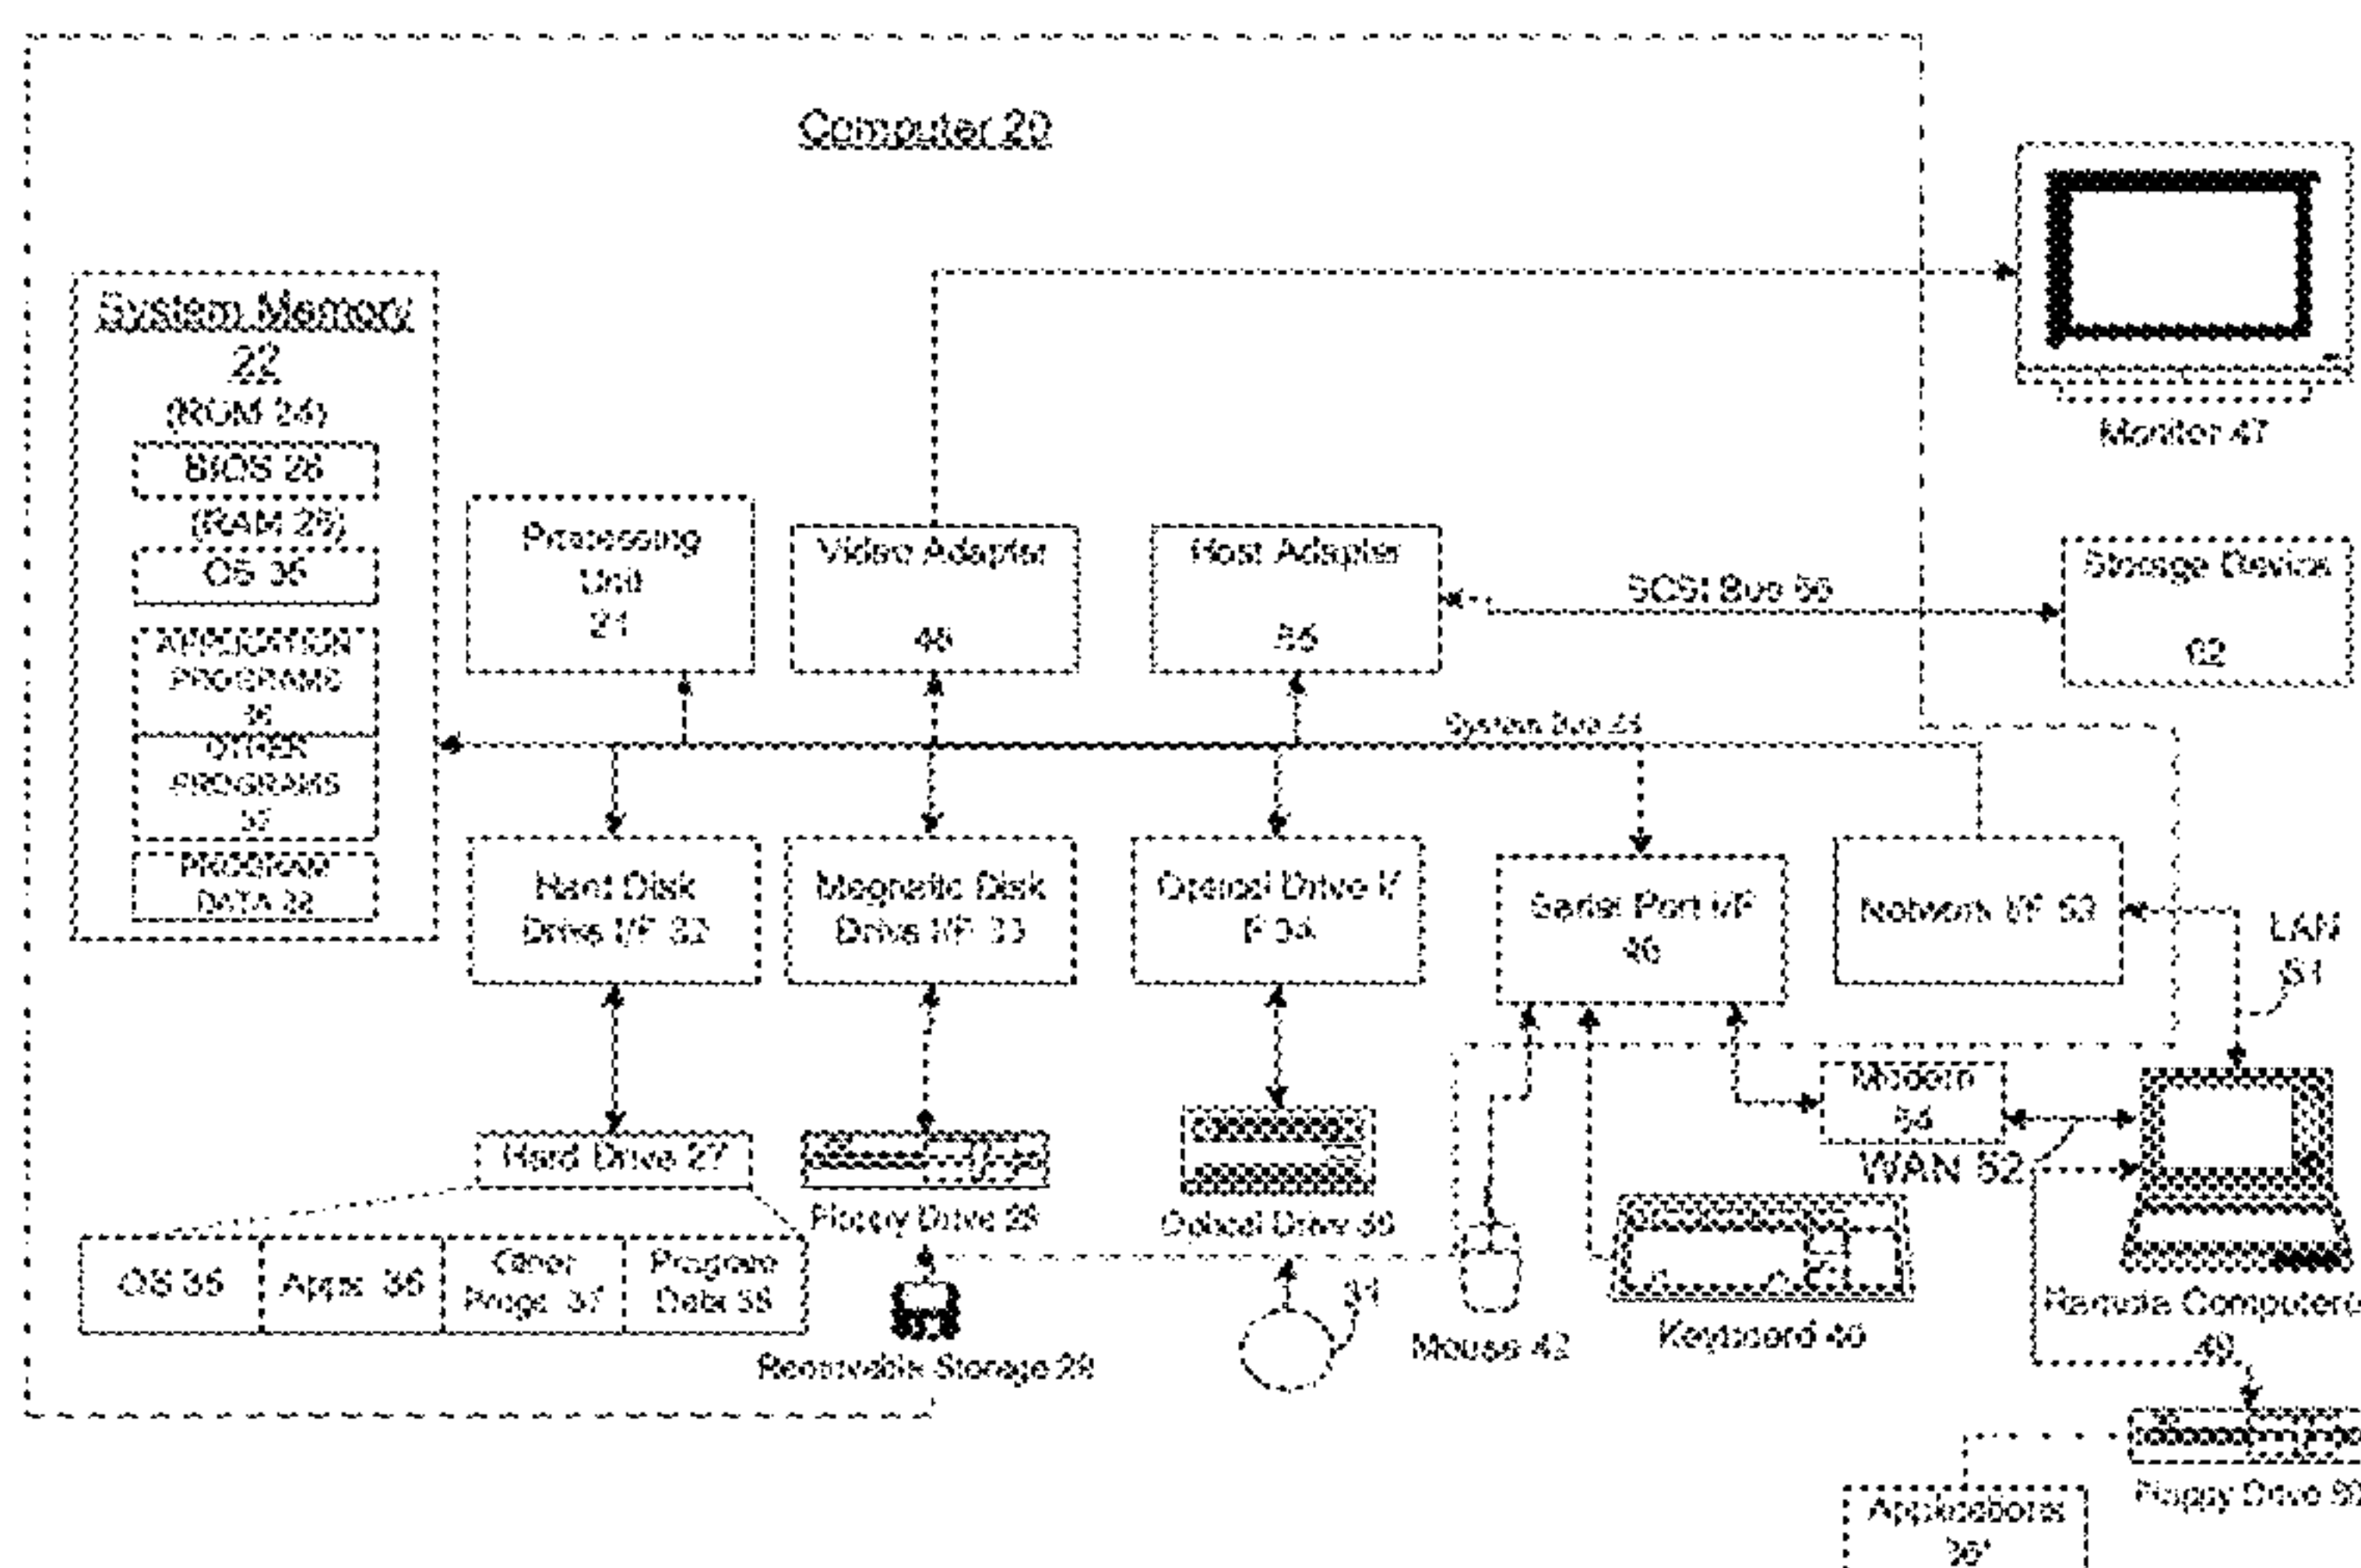 Computer 20
System Memory
22
(ROM 24)
BIOS 26
(RAM 25)
OS 35
APPLICATION
PROGRAMS
36
OTHER
PROGRAMS
37
PROGRAM
DATA 38
Processing
Unit
21
Video Adapter
48
Host Adapter
55
SCSI Bus 56
Monitor 47
Storage Device
62
System Bus 23
Hard Disk
Drive I/F 32
Magnetic Disk
Drive I/F 33
Optical Drive I/
F 34
Serial Port I/F
46
Network I/F 53
LAN
51
Hard Drive 27
Floppy Drive 28
Optical Drive 30
Modem
54
WAN 52
OS 35
Apps 36
Other
Progs 37
Program
Data 38
Removable Storage 29
31
Mouse 42
Keyboard 40
Remote Computer(
49
Floppy Drive 50
Applications
36'